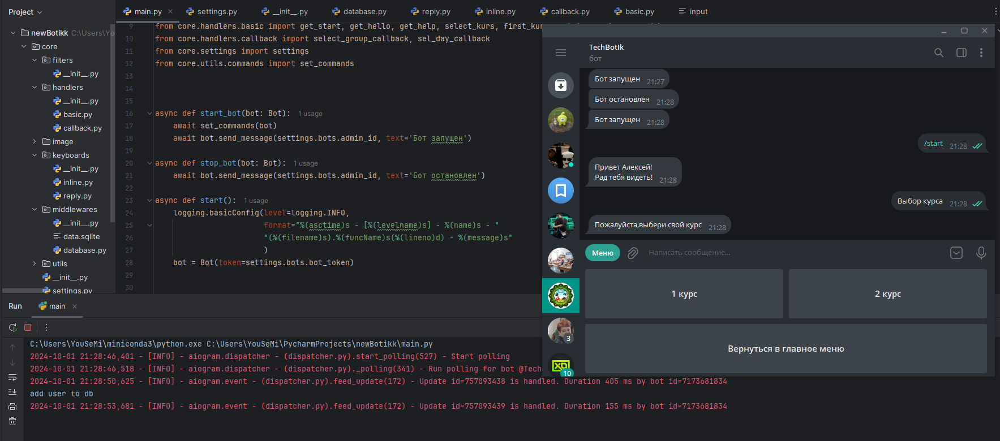 Project
main.py
settings.py
__init__.py
database.py
reply.py
inline.py
callback.py
basic.py
input
newBotikk C:\Users\Yo
core
filters
__init__.py
handlers
__init__.py
basic.py
callback.py
image
keyboards
__init__.py
inline.py
reply.py
middlewares
__init__.py
data.sqlite
database.py
utils
__init__.py
settings.py
9 from core.handlers.basic import get_start, get_hello, get_help, select_kurs, first_kur
10 from core.handlers.callback import select_group_callback, sel_day_callback
11 from core.settings import settings
12 from core.utils.commands import set_commands
13
14
15
16 async def start_bot(bot: Bot): 1 usage
17 await set_commands(bot)
18 await bot.send_message(settings.bots.admin_id, text='Бот запущен')
19
20 async def stop_bot(bot: Bot): 1 usage
21 await bot.send_message(settings.bots.admin_id, text='Бот остановлен')
22
23 async def start(): 1 usage
24 logging.basicConfig(level=logging.INFO,
25 format="%(asctime)s - [%(levelname)s] - %(name)s - "
26 "(%(filename)s).%(funcName)s(%(lineno)d) - %(message)s"
27 )
28 bot = Bot(token=settings.bots.bot_token)
29
30
TechBotIk
бот
Бот запущен 21:27
Бот остановлен 21:28
Бот запущен 21:28
/start 21:28
Привет Алексей!
Рад тебя видеть! 21:28
Выбор курса 21:28
Пожалуйста,выбери свой курс 21:28
Меню
Написать сообщение...
1 курс
2 курс
Вернуться в главное меню
3
10
Run
main
C:\Users\YouSeMi\miniconda3\python.exe C:\Users\YouSeMi\PycharmProjects\newBotikk\main.py
2024-10-01 21:28:46,401 - [INFO] - aiogram.dispatcher - (dispatcher.py).start_polling(527) - Start polling
2024-10-01 21:28:46,518 - [INFO] - aiogram.dispatcher - (dispatcher.py)._polling(341) - Run polling for bot @Tech
2024-10-01 21:28:50,625 - [INFO] - aiogram.event - (dispatcher.py).feed_update(172) - Update id=757093438 is handled. Duration 405 ms by bot id=7173681834
add user to db
2024-10-01 21:28:53,681 - [INFO] - aiogram.event - (dispatcher.py).feed_update(172) - Update id=757093439 is handled. Duration 155 ms by bot id=7173681834